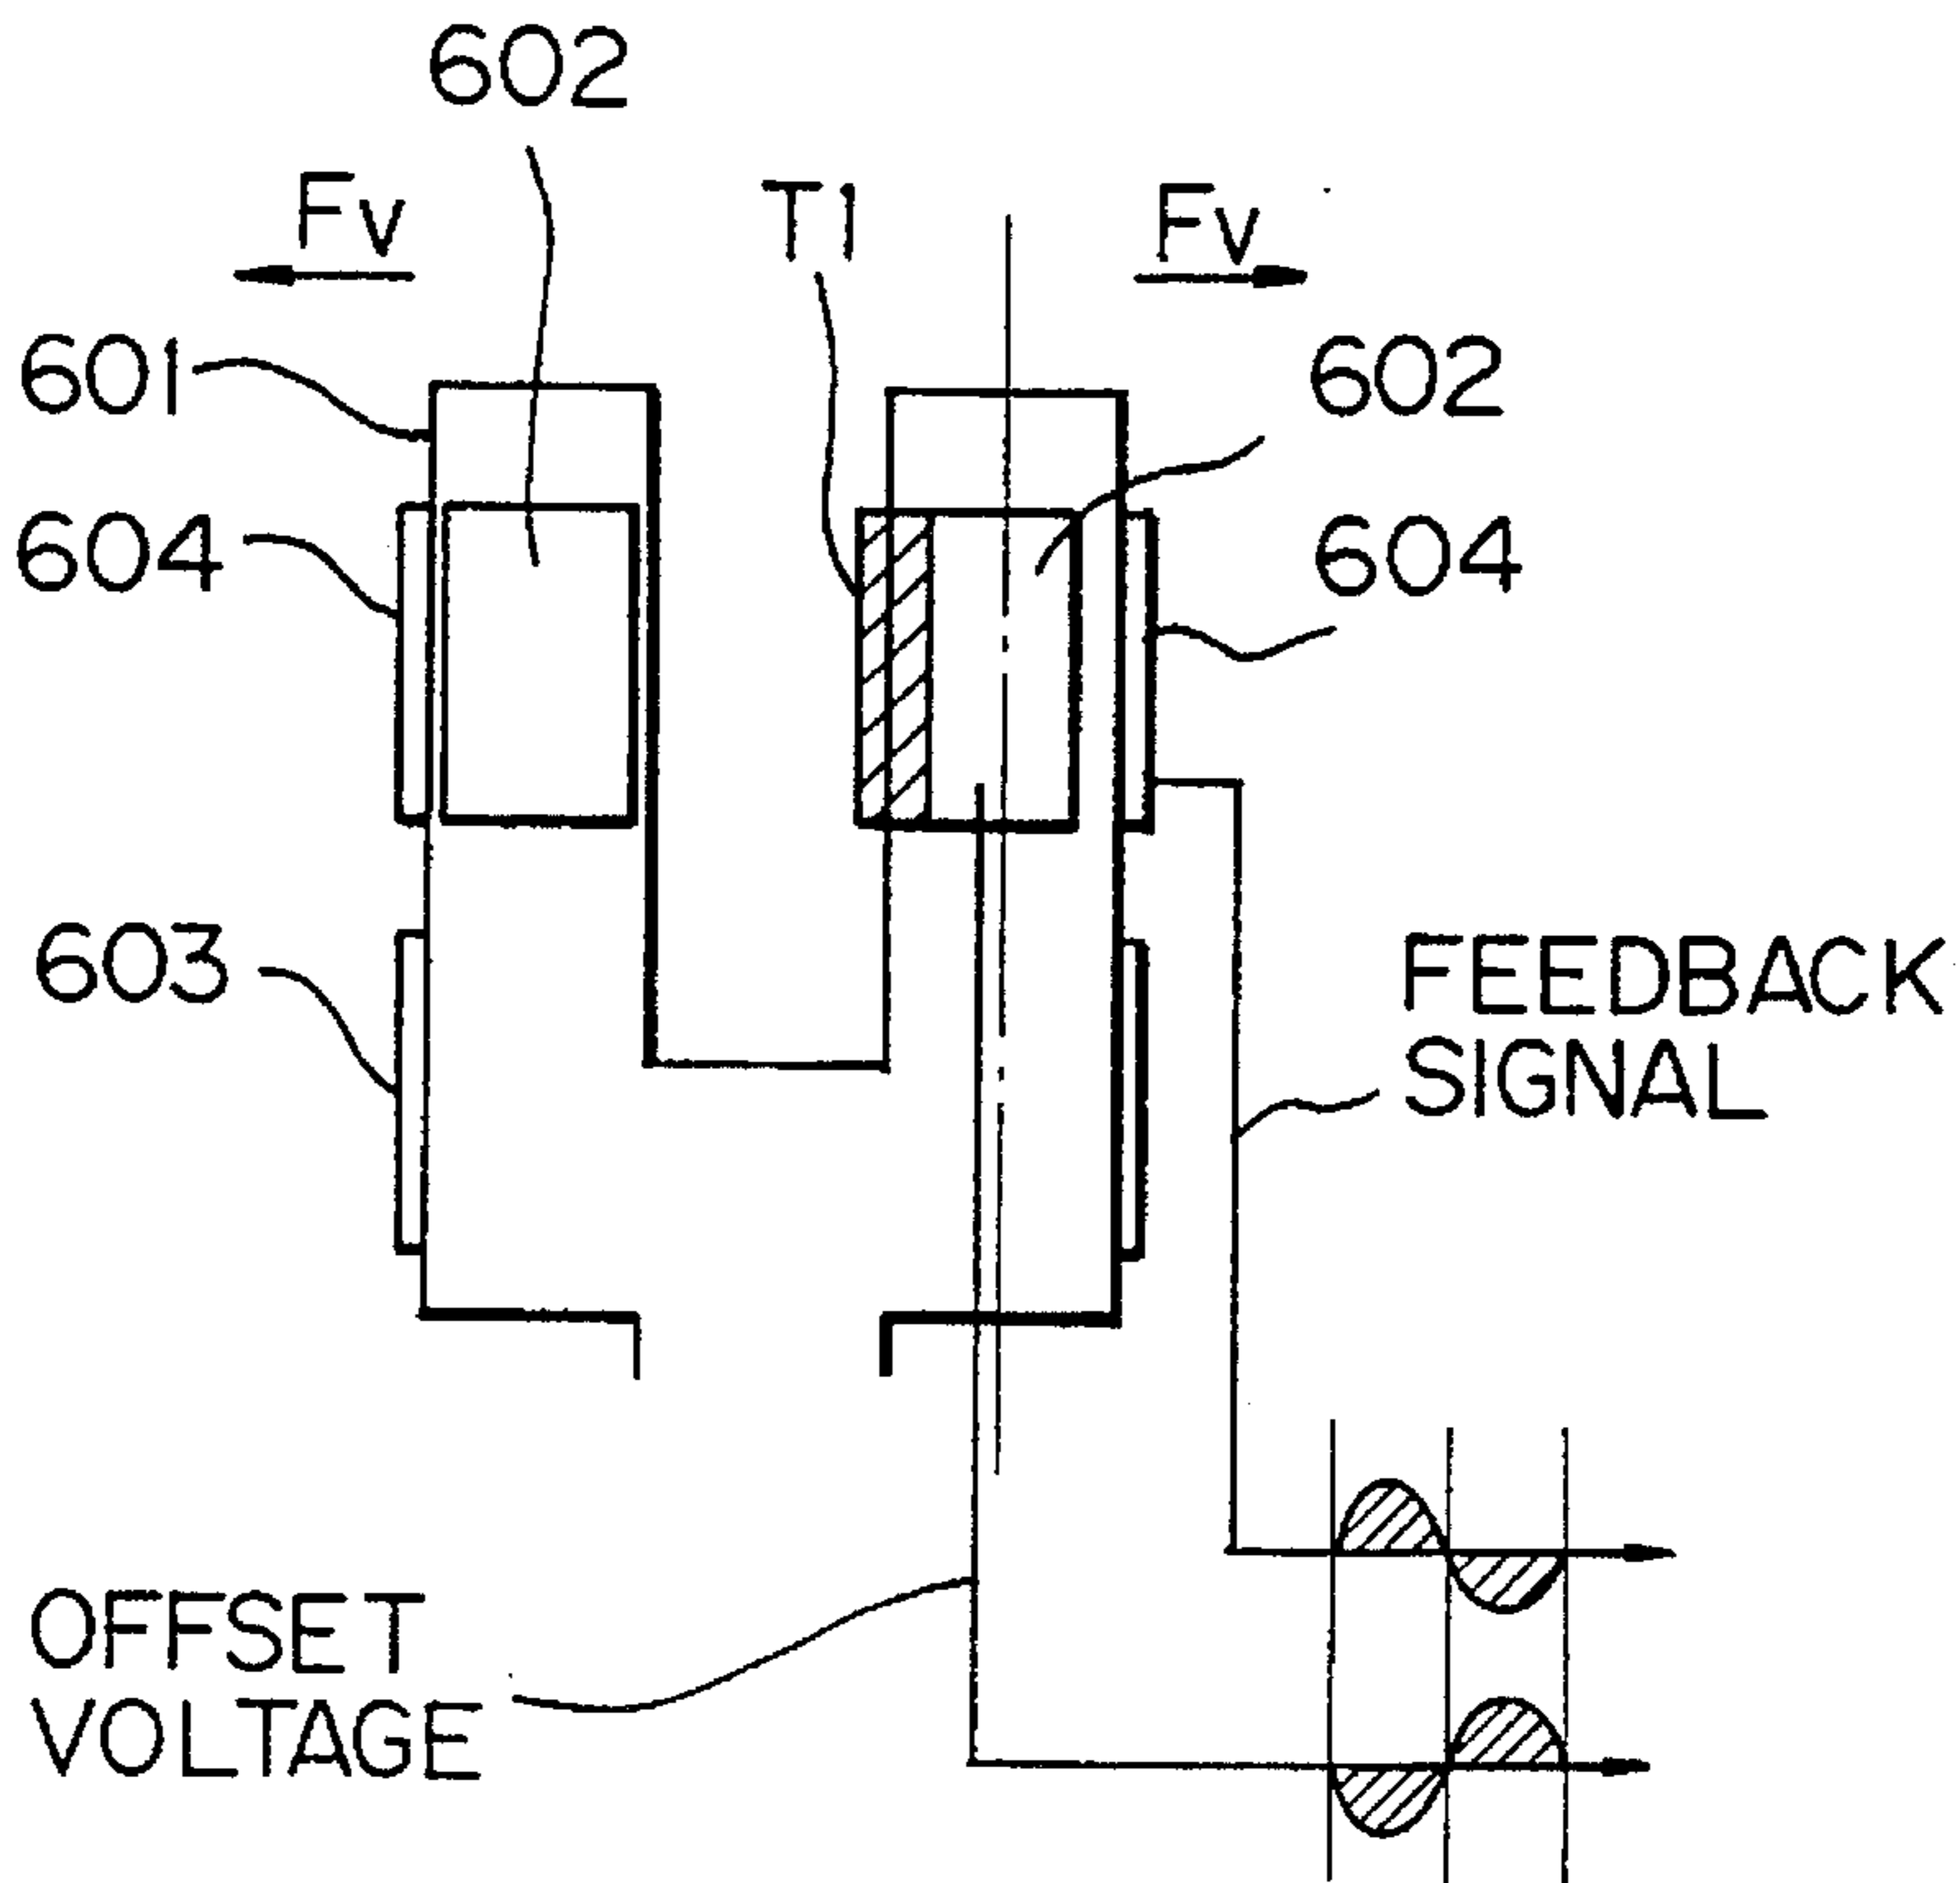 602
Fv
T1
Fv
601
602
604
604
603
FEEDBACK
SIGNAL
OFFSET
VOLTAGE